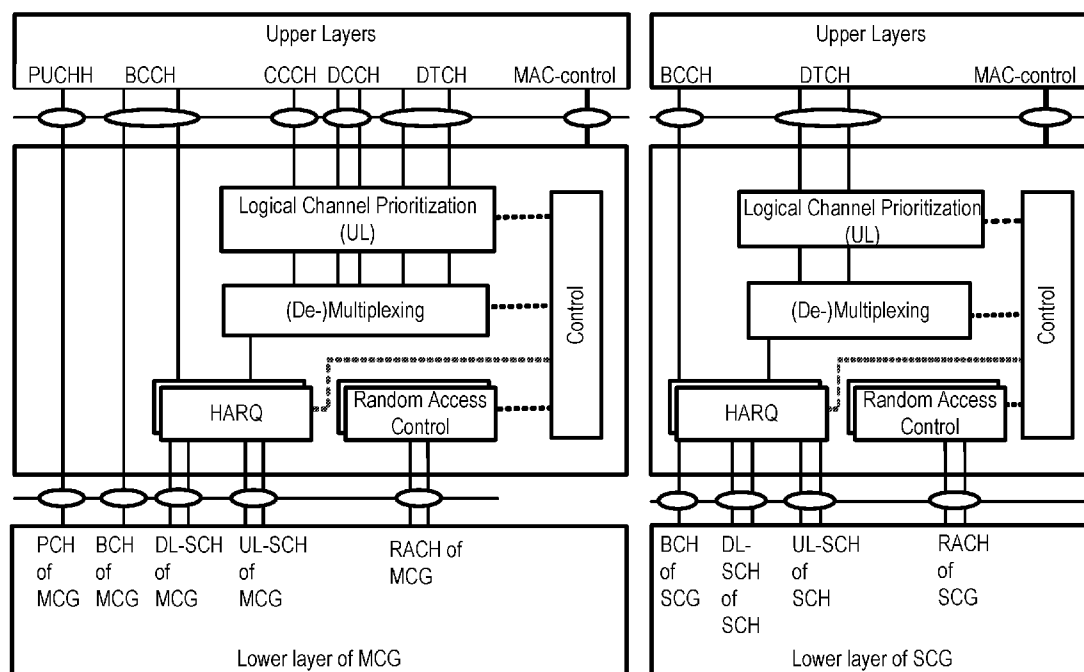 Upper Layers
PUCHH BCCH CCCH DCCH DTCH MAC-control
Logical Channel Prioritization
(UL)
(De-)Multiplexing
HARQ
Random Access
Control
Control
PCH
of
MCG
BCH
of
MCG
DL-SCH
of
MCG
UL-SCH
of
MCG
RACH of
MCG
Lower layer of MCG
Upper Layers
BCCH DTCH MAC-control
Logical Channel Prioritization
(UL)
(De-)Multiplexing
HARQ
Random Access
Control
Control
BCH
of
SCG
DL-
SCH
of
SCH
UL-SCH
of
SCH
RACH
of
SCG
Lower layer of SCG